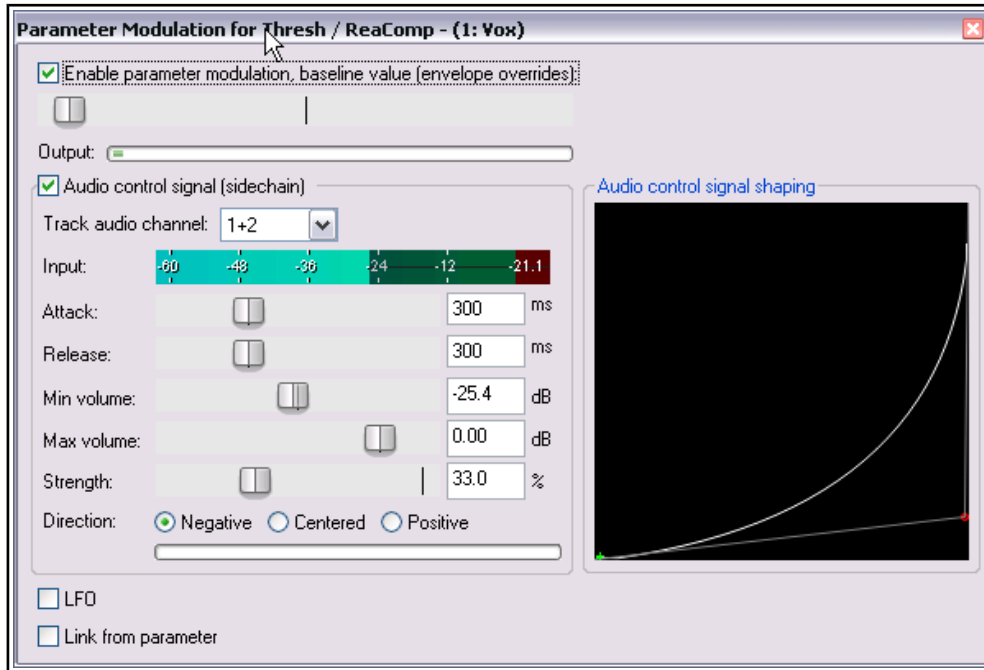 Parameter Modulation for Thresh / ReaComp - (1: Vox)
Enable parameter modulation, baseline value (envelope overrides):
Output:
Audio control signal (sidechain)
Audio control signal shaping
Track audio channel: 1+2
Input: -60 -48 -36 -24 -12 -21.1
Attack: 300 ms
Release: 300 ms
Min volume: -25.4 dB
Max volume: 0.00 dB
Strength: 33.0 %
Direction: Negative Centered Positive
LFO
Link from parameter